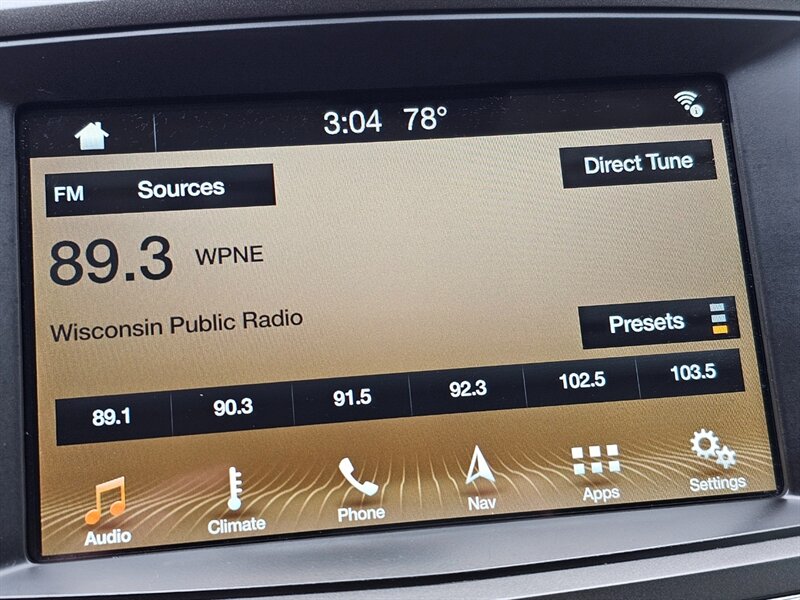 3:04 78°
FM Sources
Direct Tune
89.3 WPNE
Wisconsin Public Radio
Presets
89.1 90.3 91.5 92.3 102.5 103.5
Audio Climate Phone Nav Apps Settings